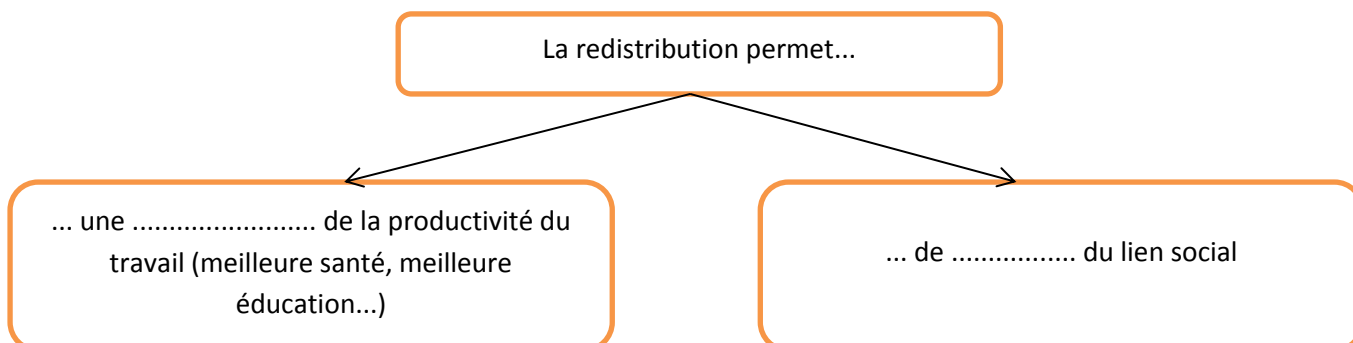 La redistribution permet...
... une ........................ de la productivité du
travail (meilleure santé, meilleure
éducation...)
... de ................. du lien social